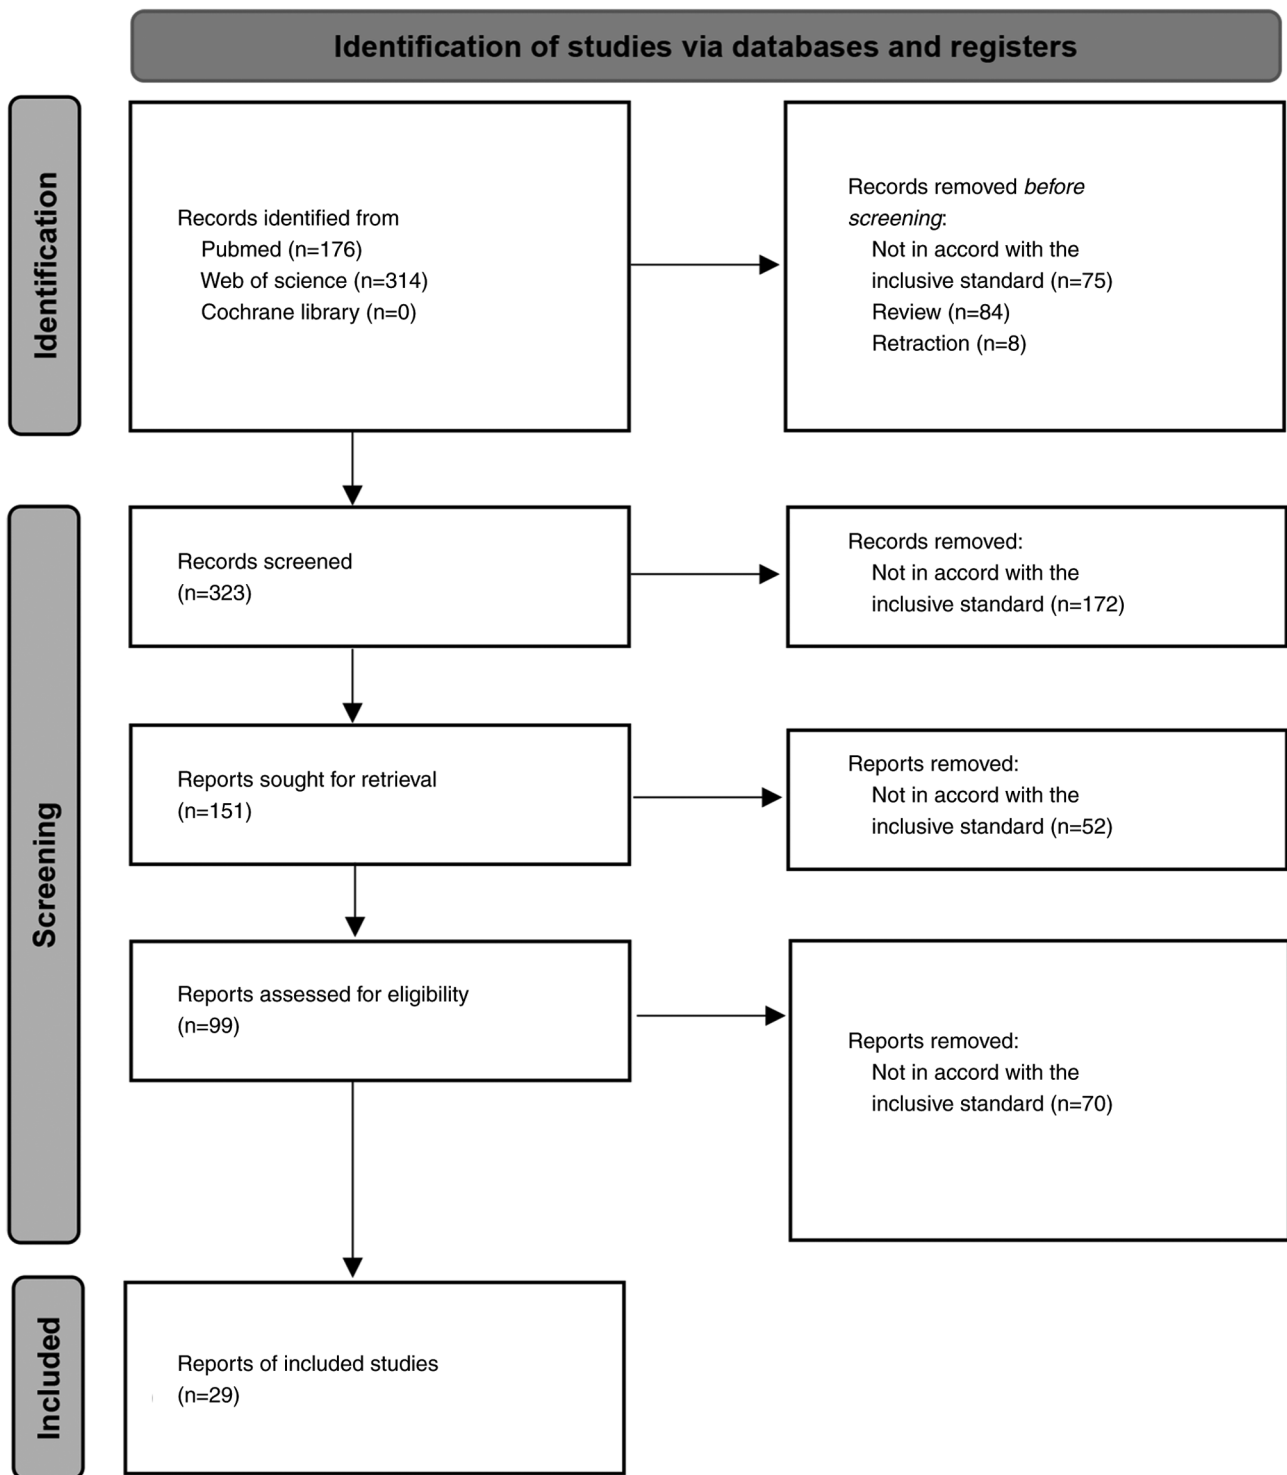 Identification of studies via databases and registers
Identification
Records identified from
Pubmed (n=176)
Web of science (n=314)
Cochrane library (n=0)
Records removed before
screening:
Not in accord with the
inclusive standard (n=75)
Review (n=84)
Retraction (n=8)
Screening
Records screened
(n=323)
Records removed:
Not in accord with the
inclusive standard (n=172)
Reports sought for retrieval
(n=151)
Reports removed:
Not in accord with the
inclusive standard (n=52)
Reports assessed for eligibility
(n=99)
Reports removed:
Not in accord with the
inclusive standard (n=70)
Included
Reports of included studies
(n=29)